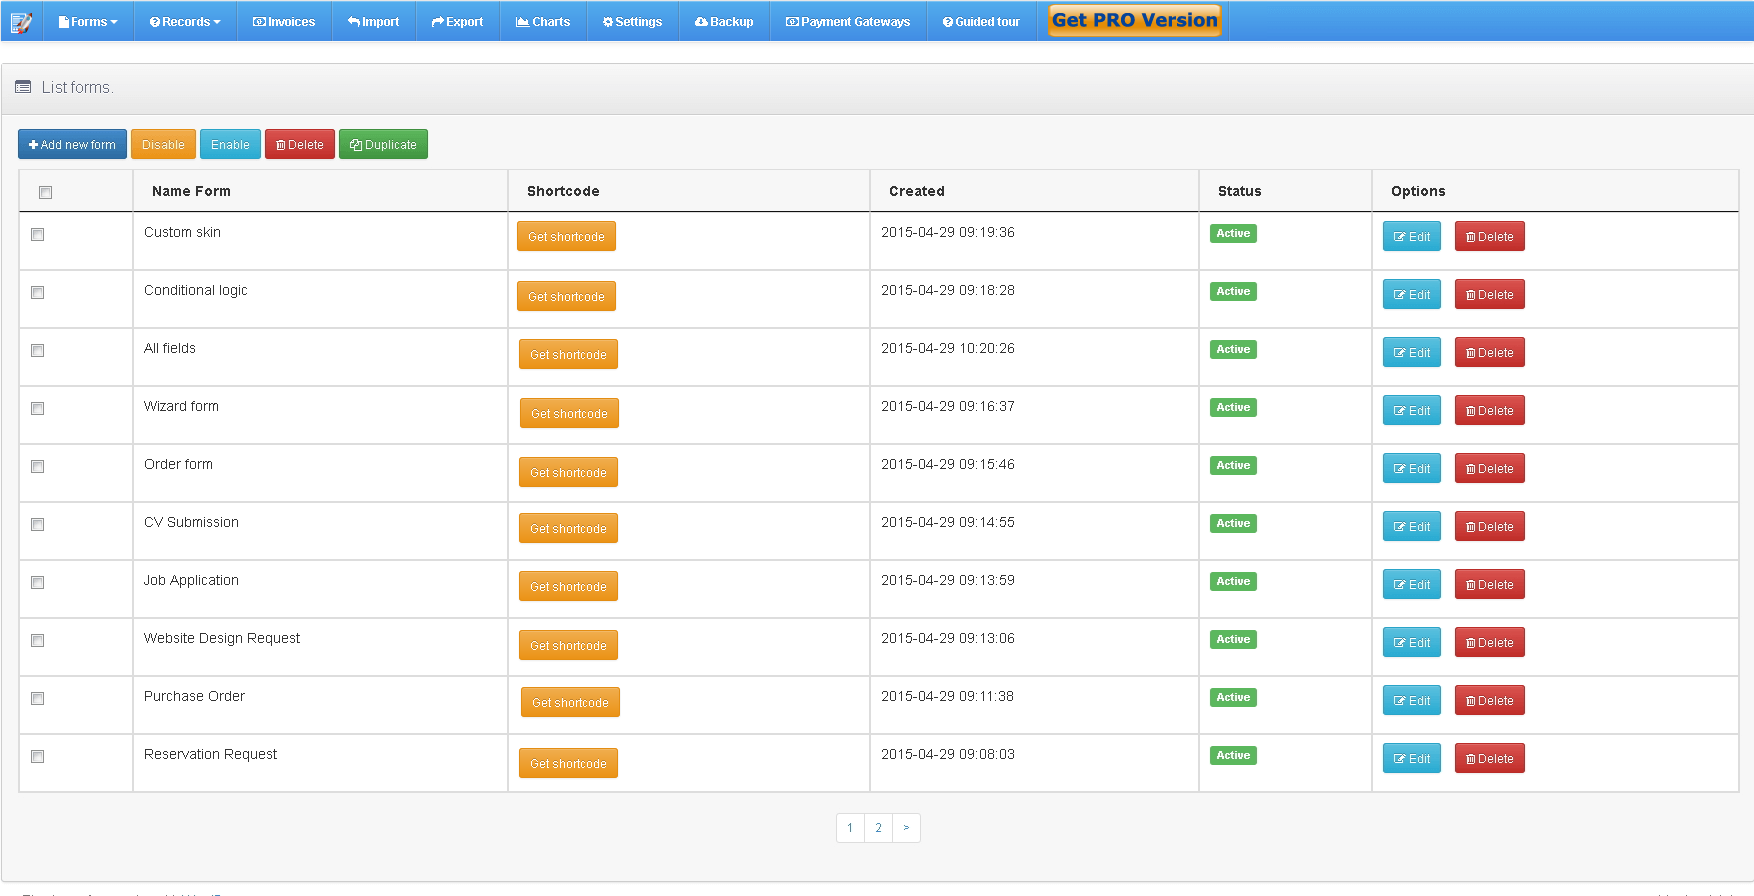 Forms Records Invoices Import Export Charts Settings Backup Payment Gateways Guided tour Get PRO Version
List forms.
Add new form Disable Enable Delete Duplicate
Name Form Shortcode Created Status Options
Custom skin Get shortcode 2015-04-29 09:19:36 Active Edit Delete
Conditional logic Get shortcode 2015-04-29 09:18:28 Active Edit Delete
All fields Get shortcode 2015-04-29 10:20:26 Active Edit Delete
Wizard form Get shortcode 2015-04-29 09:16:37 Active Edit Delete
Order form Get shortcode 2015-04-29 09:15:46 Active Edit Delete
CV Submission Get shortcode 2015-04-29 09:14:55 Active Edit Delete
Job Application Get shortcode 2015-04-29 09:13:59 Active Edit Delete
Website Design Request Get shortcode 2015-04-29 09:13:06 Active Edit Delete
Purchase Order Get shortcode 2015-04-29 09:11:38 Active Edit Delete
Reservation Request Get shortcode 2015-04-29 09:08:03 Active Edit Delete
1 2 >